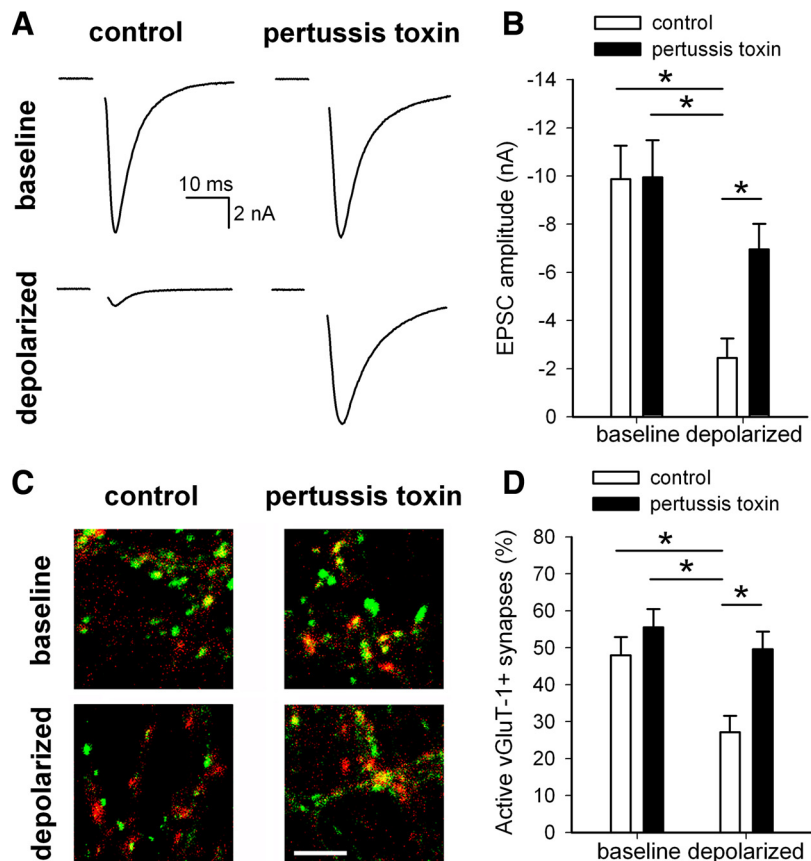 A
control
pertussis toxin
baseline
10 ms
2 nA
depolarized
B
control
pertussis toxin
EPSC amplitude (nA)
-14
-12
-10
-8
-6
-4
-2
0
*
*
*
baseline depolarized
C
control
pertussis toxin
baseline
depolarized
D
control
pertussis toxin
Active vGluT-1+ synapses (%)
80
70
60
50
40
30
20
10
0
*
*
*
baseline depolarized